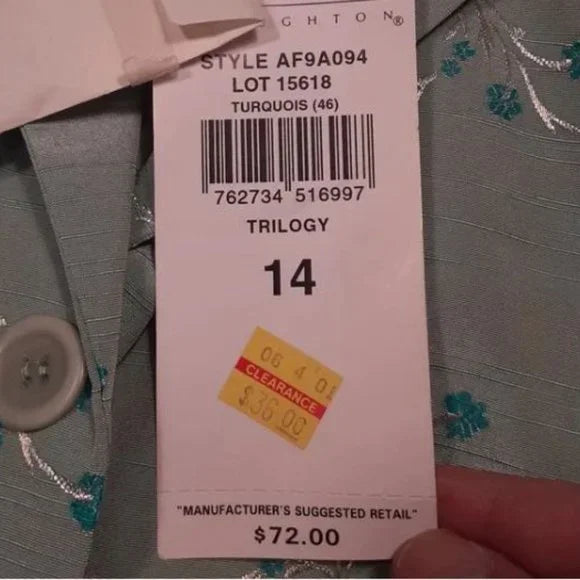 GHTON®
STYLE AF9A094
LOT 15618
TURQUOIS (46)
762734 516997
TRILOGY
14
06 4 0
CLEARANCE
$36.00
"MANUFACTURER'S SUGGESTED RETAIL"
$72.00